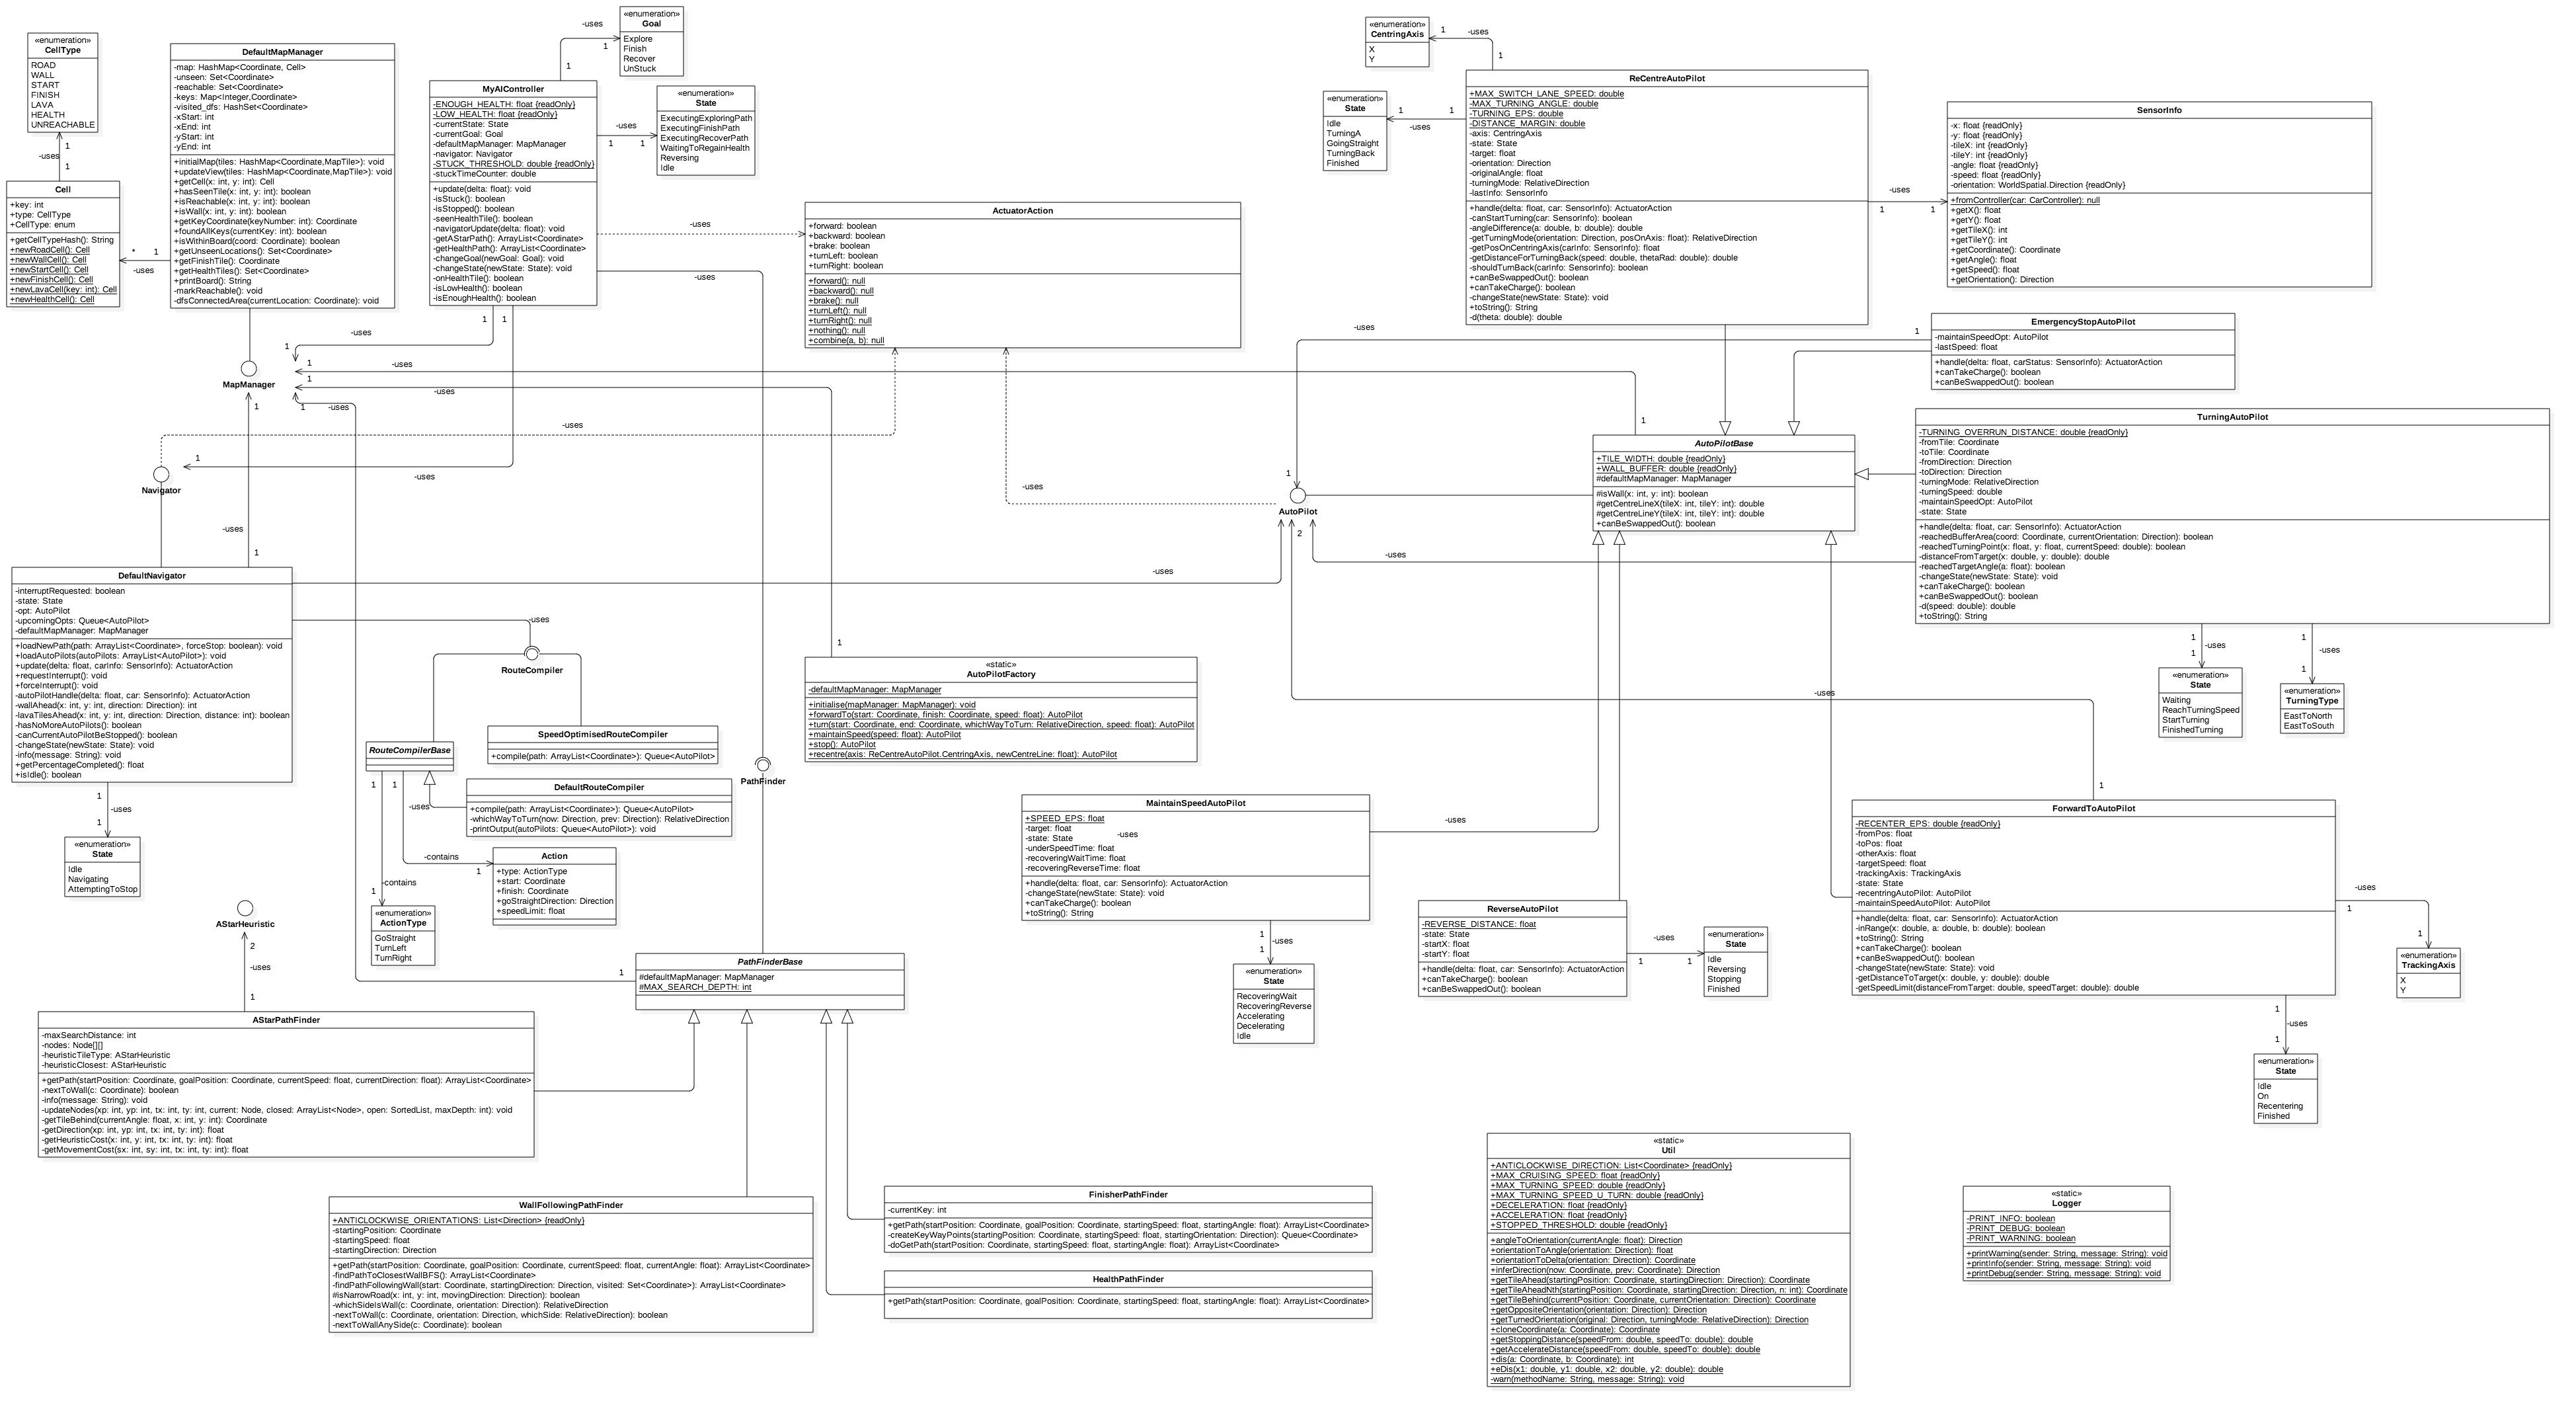 «enumeration»
CellType
ROAD
WALL
START
FINISH
LAVA
HEALTH
UNREACHABLE
1
-uses
1
Cell
+key: int
+type: CellType
+CellType: enum
+getCellTypeHash(): String
+newRoadCell(): Cell
+newWallCell(): Cell
+newStartCell(): Cell
+newFinishCell(): Cell
+newLavaCell(key: int): Cell
+newHealthCell(): Cell
*
1
-uses
DefaultMapManager
-map: HashMap<Coordinate, Cell>
-unseen: Set<Coordinate>
-reachable: Set<Coordinate>
-keys: Map<Integer,Coordinate>
-visited_dfs: HashSet<Coordinate>
-xStart: int
-xEnd: int
-yStart: int
-yEnd: int
+initialMap(tiles: HashMap<Coordinate,MapTile>): void
+updateView(tiles: HashMap<Coordinate,MapTile>): void
+getCell(x: int, y: int): Cell
+hasSeenTile(x: int, y: int): boolean
+isReachable(x: int, y: int): boolean
+isWall(x: int, y: int): boolean
+getKeyCoordinate(keyNumber: int): Coordinate
+foundAllKeys(currentKey: int): boolean
+isWithinBoard(coord: Coordinate): boolean
+getUnseenLocations(): Set<Coordinate>
+getFinishTile(): Coordinate
+getHealthTiles(): Set<Coordinate>
+printBoard(): String
-markReachable(): void
-dfsConnectedArea(currentLocation: Coordinate): void
MyAIController
-ENOUGH_HEALTH: float {readOnly}
-LOW_HEALTH: float {readOnly}
-currentState: State
-currentGoal: Goal
-defaultMapManager: MapManager
-navigator: Navigator
-STUCK_THRESHOLD: double {readOnly}
-stuckTimeCounter: double
+update(delta: float): void
-isStuck(): boolean
-isStopped(): boolean
-seenHealthTile(): boolean
-navigatorUpdate(delta: float): void
-getAStarPath(): ArrayList<Coordinate>
-getHealthPath(): ArrayList<Coordinate>
-changeGoal(newGoal: Goal): void
-changeState(newState: State): void
-onHealthTile(): boolean
-isLowHealth(): boolean
-isEnoughHealth(): boolean
-uses
1
1
«enumeration»
Goal
Explore
Finish
Recover
UnStuck
-uses
1
1
«enumeration»
State
ExecutingExploringPath
ExecutingFinishPath
ExecutingRecoverPath
WaitingToRegainHealth
Reversing
Idle
-uses
ActuatorAction
+forward: boolean
+backward: boolean
+brake: boolean
+turnLeft: boolean
+turnRight: boolean
+forward(): null
+backward(): null
+brake(): null
+turnLeft(): null
+turnRight(): null
+nothing(): null
+combine(a, b): null
«enumeration»
CentringAxis
X
Y
1
-uses
1
«enumeration»
State
Idle
TurningA
GoingStraight
TurningBack
Finished
1
1
-uses
ReCentreAutoPilot
+MAX_SWITCH_LANE_SPEED: double
-MAX_TURNING_ANGLE: double
-TURNING_EPS: double
-DISTANCE_MARGIN: double
-axis: CentringAxis
-state: State
-target: float
-orientation: Direction
-originalAngle: float
-turningMode: RelativeDirection
-lastInfo: SensorInfo
+handle(delta: float, car: SensorInfo): ActuatorAction
-canStartTurning(car: SensorInfo): boolean
-angleDifference(a: double, b: double): double
-getTurningMode(orientation: Direction, posOnAxis: float): RelativeDirection
-getPosOnCentringAxis(carInfo: SensorInfo): float
-getDistanceForTurningBack(speed: double, thetaRad: double): double
-shouldTurnBack(carInfo: SensorInfo): boolean
+canBeSwappedOut(): boolean
+canTakeCharge(): boolean
-changeState(newState: State): void
+toString(): String
-d(theta: double): double
-uses
1
1
SensorInfo
-x: float {readOnly}
-y: float {readOnly}
-tileX: int {readOnly}
-tileY: int {readOnly}
-angle: float {readOnly}
-speed: float {readOnly}
-orientation: WorldSpatial.Direction {readOnly}
+fromController(car: CarController): null
+getX(): float
+getY(): float
+getTileX(): int
+getTileY(): int
+getCoordinate(): Coordinate
+getAngle(): float
+getSpeed(): float
+getOrientation(): Direction
EmergencyStopAutoPilot
-maintainSpeedOpt: AutoPilot
-lastSpeed: float
+handle(delta: float, carStatus: SensorInfo): ActuatorAction
+canTakeCharge(): boolean
+canBeSwappedOut(): boolean
1
-uses
1
MapManager
-uses
1
1
1
-uses
1
-uses
1
-uses
1
1
-uses
Navigator
1
-uses
-uses
-uses
1
1
AutoPilot
2
-uses
AutoPilotBase
+TILE_WIDTH: double {readOnly}
+WALL_BUFFER: double {readOnly}
#defaultMapManager: MapManager
#isWall(x: int, y: int): boolean
#getCentreLineX(tileX: int, tileY: int): double
#getCentreLineY(tileX: int, tileY: int): double
+canBeSwappedOut(): boolean
1
TurningAutoPilot
-TURNING_OVERRUN_DISTANCE: double {readOnly}
-fromTile: Coordinate
-toTile: Coordinate
-fromDirection: Direction
-toDirection: Direction
-turningMode: RelativeDirection
-turningSpeed: double
-maintainSpeedOpt: AutoPilot
-state: State
+handle(delta: float, car: SensorInfo): ActuatorAction
-reachedBufferArea(coord: Coordinate, currentOrientation: Direction): boolean
-reachedTurningPoint(x: float, y: float, currentSpeed: double): boolean
-distanceFromTarget(x: double, y: double): double
-reachedTargetAngle(a: float): boolean
-changeState(newState: State): void
+canTakeCharge(): boolean
+canBeSwappedOut(): boolean
-d(speed: double): double
+toString(): String
-uses
1
-uses
1
«enumeration»
State
Waiting
ReachTurningSpeed
StartTurning
FinishedTurning
1
-uses
1
«enumeration»
TurningType
EastToNorth
EastToSouth
DefaultNavigator
-interruptRequested: boolean
-state: State
-opt: AutoPilot
-upcomingOpts: Queue<AutoPilot>
-defaultMapManager: MapManager
+loadNewPath(path: ArrayList<Coordinate>, forceStop: boolean): void
+loadAutoPilots(autoPilots: ArrayList<AutoPilot>): void
+update(delta: float, carInfo: SensorInfo): ActuatorAction
+requestInterrupt(): void
+forceInterrupt(): void
-autoPilotHandle(delta: float, car: SensorInfo): ActuatorAction
-wallAhead(x: int, y: int, direction: Direction): int
-lavaTilesAhead(x: int, y: int, direction: Direction, distance: int): boolean
-hasNoMoreAutoPilots(): boolean
-canCurrentAutoPilotBeStopped(): boolean
-changeState(newState: State): void
-info(message: String): void
+getPercentageCompleted(): float
+isIdle(): boolean
-uses
-uses
1
-uses
1
«enumeration»
State
Idle
Navigating
AttemptingToStop
RouteCompiler
RouteCompilerBase
SpeedOptimisedRouteCompiler
+compile(path: ArrayList<Coordinate>): Queue<AutoPilot>
DefaultRouteCompiler
+compile(path: ArrayList<Coordinate>): Queue<AutoPilot>
-whichWayToTurn(now: Direction, prev: Direction): RelativeDirection
-printOutput(autoPilots: Queue<AutoPilot>): void
1
1
-uses
-contains
1
-contains
1
Action
+type: ActionType
+start: Coordinate
+finish: Coordinate
+goStraightDirection: Direction
+speedLimit: float
«enumeration»
ActionType
GoStraight
TurnLeft
TurnRight
PathFinder
1
«static»
AutoPilotFactory
-defaultMapManager: MapManager
+initialise(mapManager: MapManager): void
+forwardTo(start: Coordinate, finish: Coordinate, speed: float): AutoPilot
+turn(start: Coordinate, end: Coordinate, whichWayToTurn: RelativeDirection, speed: float): AutoPilot
+maintainSpeed(speed: float): AutoPilot
+stop(): AutoPilot
+recentre(axis: ReCentreAutoPilot.CentringAxis, newCentreLine: float): AutoPilot
MaintainSpeedAutoPilot
+SPEED_EPS: float
-target: float
-state: State
-underSpeedTime: float
-recoveringWaitTime: float
-recoveringReverseTime: float
+handle(delta: float, car: SensorInfo): ActuatorAction
-changeState(newState: State): void
+canTakeCharge(): boolean
+toString(): String
-uses
-uses
1
-uses
1
«enumeration»
State
RecoveringWait
RecoveringReverse
Accelerating
Decelerating
Idle
ReverseAutoPilot
-REVERSE_DISTANCE: float
-state: State
-startX: float
-startY: float
+handle(delta: float, car: SensorInfo): ActuatorAction
+canTakeCharge(): boolean
+canBeSwappedOut(): boolean
-uses
1
1
«enumeration»
State
Idle
Reversing
Stopping
Finished
-uses
1
ForwardToAutoPilot
-RECENTER_EPS: double {readOnly}
-fromPos: float
-toPos: float
-otherAxis: float
-targetSpeed: float
-trackingAxis: TrackingAxis
-state: State
-recentringAutoPilot: AutoPilot
-maintainSpeedAutoPilot: AutoPilot
+handle(delta: float, car: SensorInfo): ActuatorAction
-inRange(x: double, a: double, b: double): boolean
+toString(): String
+canTakeCharge(): boolean
+canBeSwappedOut(): boolean
-changeState(newState: State): void
-getDistanceToTarget(x: double, y: double): double
-getSpeedLimit(distanceFromTarget: double, speedTarget: double): double
-uses
1
1
«enumeration»
TrackingAxis
X
Y
1
-uses
1
«enumeration»
State
Idle
On
Recentering
Finished
AStarHeuristic
2
-uses
1
AStarPathFinder
-maxSearchDistance: int
-nodes: Node[][]
-heuristicTileType: AStarHeuristic
-heuristicClosest: AStarHeuristic
+getPath(startPosition: Coordinate, goalPosition: Coordinate, currentSpeed: float, currentDirection: float): ArrayList<Coordinate>
-nextToWall(c: Coordinate): boolean
-info(message: String): void
-updateNodes(xp: int, yp: int, tx: int, ty: int, current: Node, closed: ArrayList<Node>, open: SortedList, maxDepth: int): void
-getTileBehind(currentAngle: float, x: int, y: int): Coordinate
-getDirection(xp: int, yp: int, tx: int, ty: int): float
-getHeuristicCost(x: int, y: int, tx: int, ty: int): float
-getMovementCost(sx: int, sy: int, tx: int, ty: int): float
1
PathFinderBase
#defaultMapManager: MapManager
#MAX_SEARCH_DEPTH: int
WallFollowingPathFinder
+ANTICLOCKWISE_ORIENTATIONS: List<Direction> {readOnly}
-startingPosition: Coordinate
-startingSpeed: float
-startingDirection: Direction
+getPath(startPosition: Coordinate, goalPosition: Coordinate, currentSpeed: float, currentAngle: float): ArrayList<Coordinate>
-findPathToClosestWallBFS(): ArrayList<Coordinate>
-findPathFollowingWall(start: Coordinate, startingDirection: Direction, visited: Set<Coordinate>): ArrayList<Coordinate>
#isNarrowRoad(x: int, y: int, movingDirection: Direction): boolean
-whichSideIsWall(c: Coordinate, orientation: Direction): RelativeDirection
-nextToWall(c: Coordinate, orientation: Direction, whichSide: RelativeDirection): boolean
-nextToWallAnySide(c: Coordinate): boolean
FinisherPathFinder
-currentKey: int
+getPath(startPosition: Coordinate, goalPosition: Coordinate, startingSpeed: float, startingAngle: float): ArrayList<Coordinate>
-createKeyWayPoints(startingPosition: Coordinate, startingSpeed: float, startingOrientation: Direction): Queue<Coordinate>
-doGetPath(startPosition: Coordinate, startingSpeed: float, startingAngle: float): ArrayList<Coordinate>
HealthPathFinder
+getPath(startPosition: Coordinate, goalPosition: Coordinate, startingSpeed: float, startingAngle: float): ArrayList<Coordinate>
«static»
Util
+ANTICLOCKWISE_DIRECTION: List<Coordinate> {readOnly}
+MAX_CRUISING_SPEED: float {readOnly}
+MAX_TURNING_SPEED: double {readOnly}
+MAX_TURNING_SPEED_U_TURN: double {readOnly}
+DECELERATION: float {readOnly}
+ACCELERATION: float {readOnly}
+STOPPED_THRESHOLD: double {readOnly}
+angleToOrientation(currentAngle: float): Direction
+orientationToAngle(orientation: Direction): float
+orientationToDelta(orientation: Direction): Coordinate
+inferDirection(now: Coordinate, prev: Coordinate): Direction
+getTileAhead(startingPosition: Coordinate, startingDirection: Direction): Coordinate
+getTileAheadNth(startingPosition: Coordinate, startingDirection: Direction, n: int): Coordinate
+getTileBehind(currentPosition: Coordinate, currentOrientation: Direction): Coordinate
+getOppositeOrientation(orientation: Direction): Direction
+getTurnedOrientation(original: Direction, turningMode: RelativeDirection): Direction
+cloneCoordinate(a: Coordinate): Coordinate
+getStoppingDistance(speedFrom: double, speedTo: double): double
+getAccelerateDistance(speedFrom: double, speedTo: double): double
+dis(a: Coordinate, b: Coordinate): int
+eDis(x1: double, y1: double, x2: double, y2: double): double
-warn(methodName: String, message: String): void
«static»
Logger
-PRINT_INFO: boolean
-PRINT_DEBUG: boolean
-PRINT_WARNING: boolean
+printWarning(sender: String, message: String): void
+printInfo(sender: String, message: String): void
+printDebug(sender: String, message: String): void